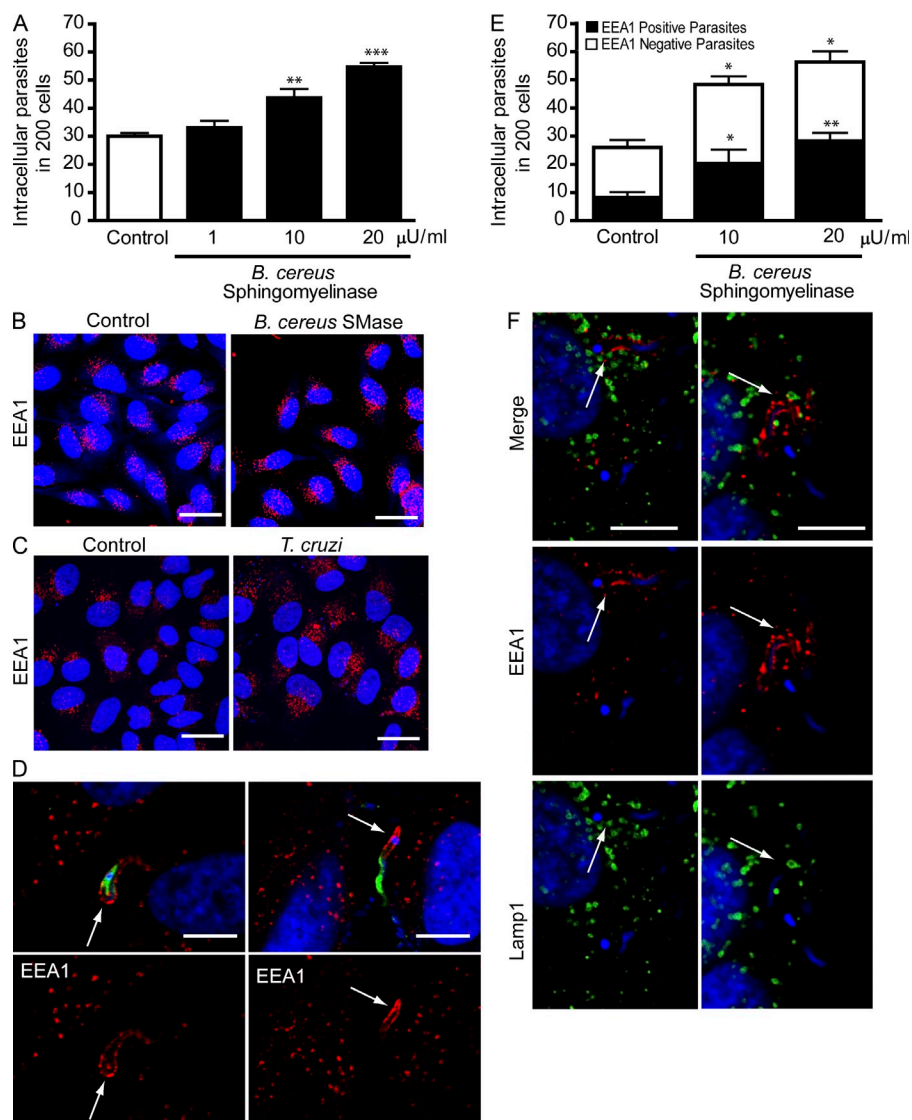 A
Intracellular parasites
in 200 cells
70
60
50
40
30
20
10
0
**
***
Control
1
10
20
µU/ml
B. cereus
Sphingomyelinase
E
Intracellular parasites
in 200 cells
70
60
50
40
30
20
10
0
EEA1 Positive Parasites
EEA1 Negative Parasites
*
*
*
**
Control
10
20
µU/ml
B. cereus
Sphingomyelinase
B
Control
B. cereus SMase
EEA1
C
Control
T. cruzi
EEA1
D
EEA1
EEA1
F
Merge
EEA1
Lamp1